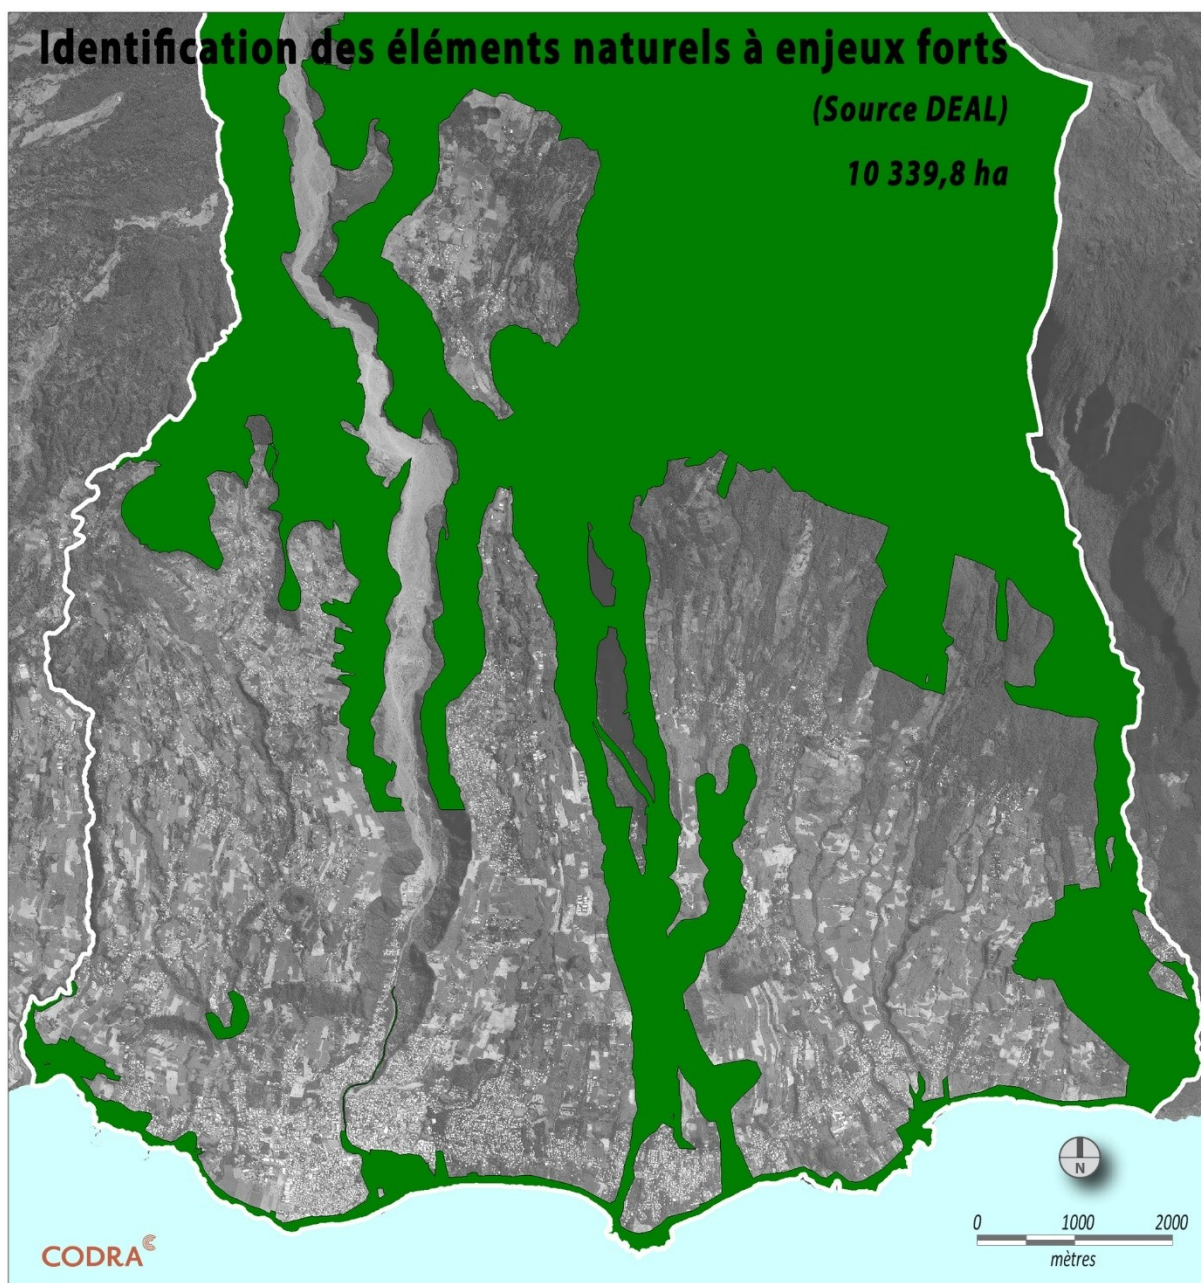 Identification des éléments naturels à enjeux forts
(Source DEAL)
10 339,8 ha
N
0 1000 2000
mètres
CODRA